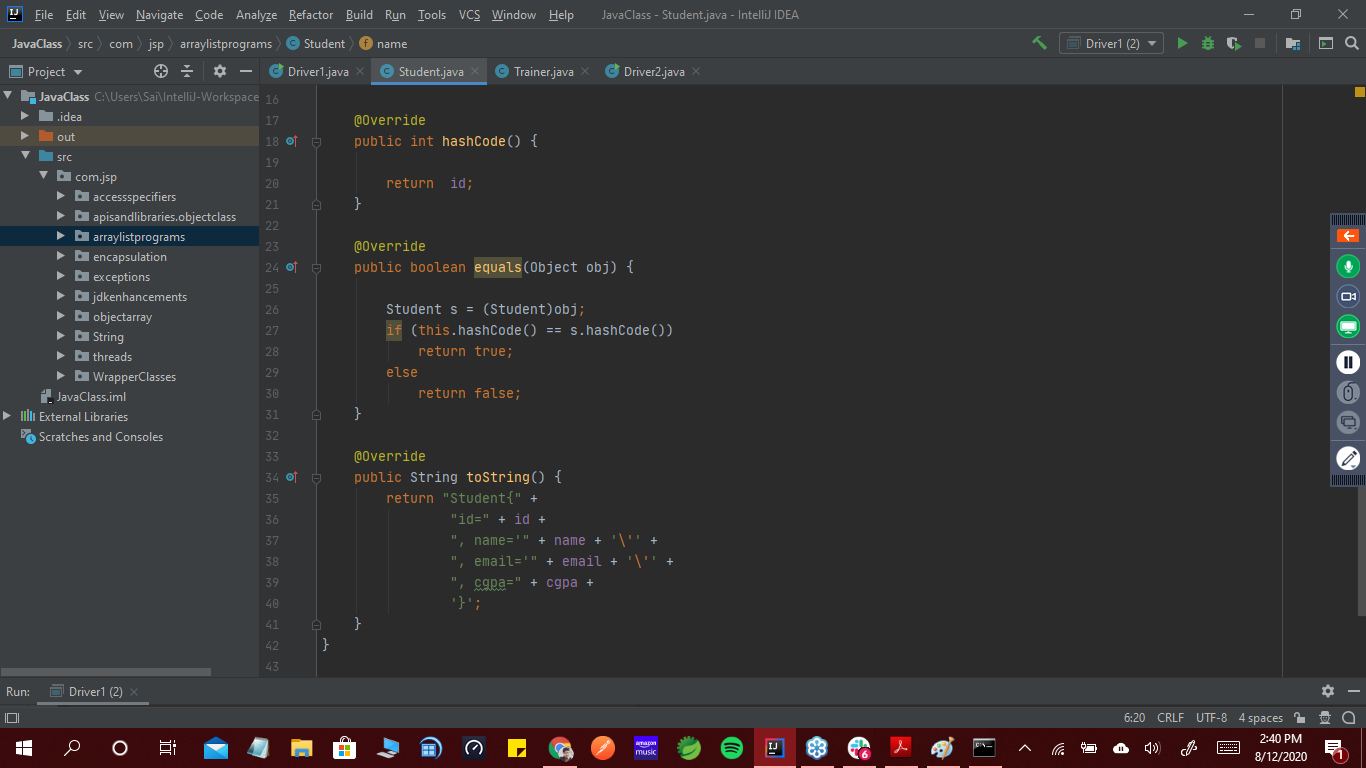 File Edit View Navigate Code Analyze Refactor Build Run Tools VCS Window Help JavaClass - Student.java - IntelliJ IDEA
JavaClass src com jsp arraylistprograms Student name Driver1 (2)
Project Driver1.java Student.java Trainer.java Driver2.java
JavaClass C:\Users\Sai\IntelliJ-Workspace
.idea
out
src
com.jsp
accessspecifiers
apisandlibraries.objectclass
arraylistprograms
encapsulation
exceptions
jdkenhancements
objectarray
String
threads
WrapperClasses
JavaClass.iml
External Libraries
Scratches and Consoles
16
17 @Override
18 public int hashCode() {
19
20 return  id;
21 }
22
23 @Override
24 public boolean equals(Object obj) {
25
26 Student s = (Student)obj;
27 if (this.hashCode() == s.hashCode())
28 return true;
29 else
30 return false;
31 }
32
33 @Override
34 public String toString() {
35 return "Student{" +
36 "id=" + id +
37 ", name='" + name + '\'' +
38 ", email='" + email + '\'' +
39 ", cgpa=" + cgpa +
40 '}';
41 }
42 }
43
Run: Driver1 (2)
6:20 CRLF UTF-8 4 spaces
amazon music
6
2:40 PM
8/12/2020
1